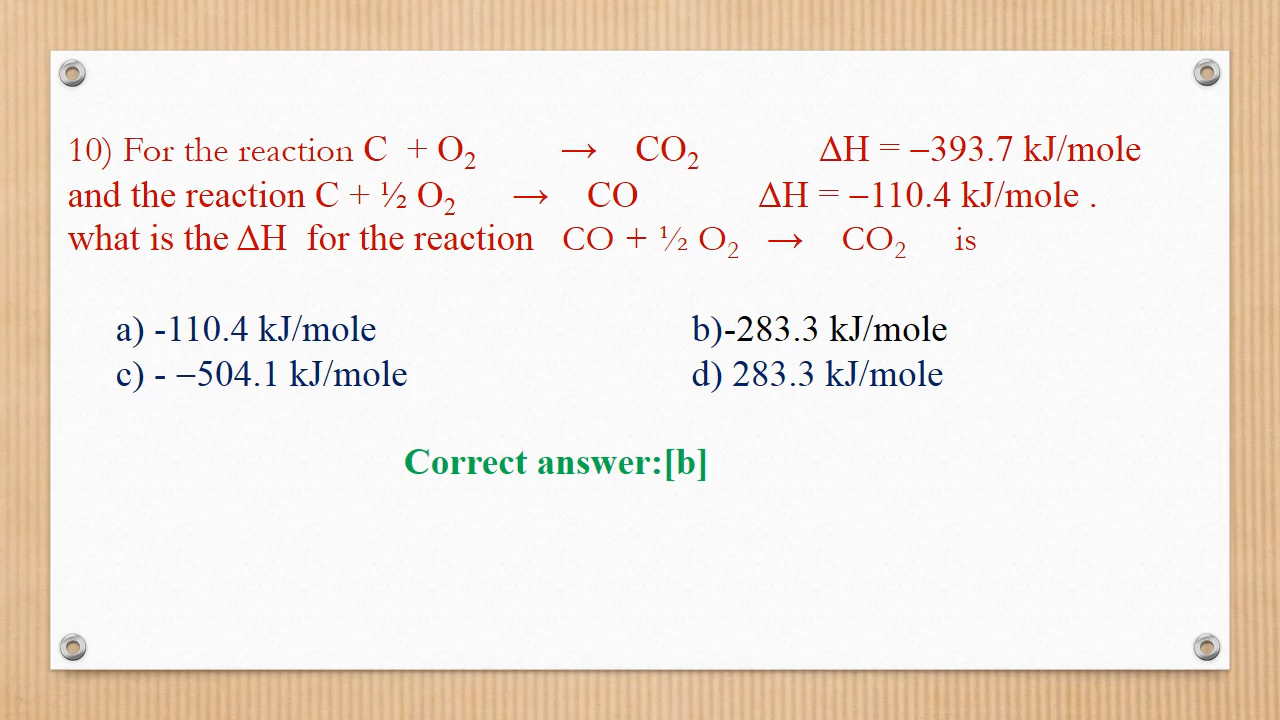 10) For the reaction C + O₂ → CO₂ ΔH = −393.7 kJ/mole
and the reaction C + ½ O₂ → CO ΔH = −110.4 kJ/mole .
what is the ΔH for the reaction CO + ½ O₂ → CO₂ is
a) -110.4 kJ/mole b)-283.3 kJ/mole
c) - −504.1 kJ/mole d) 283.3 kJ/mole
Correct answer:[b]